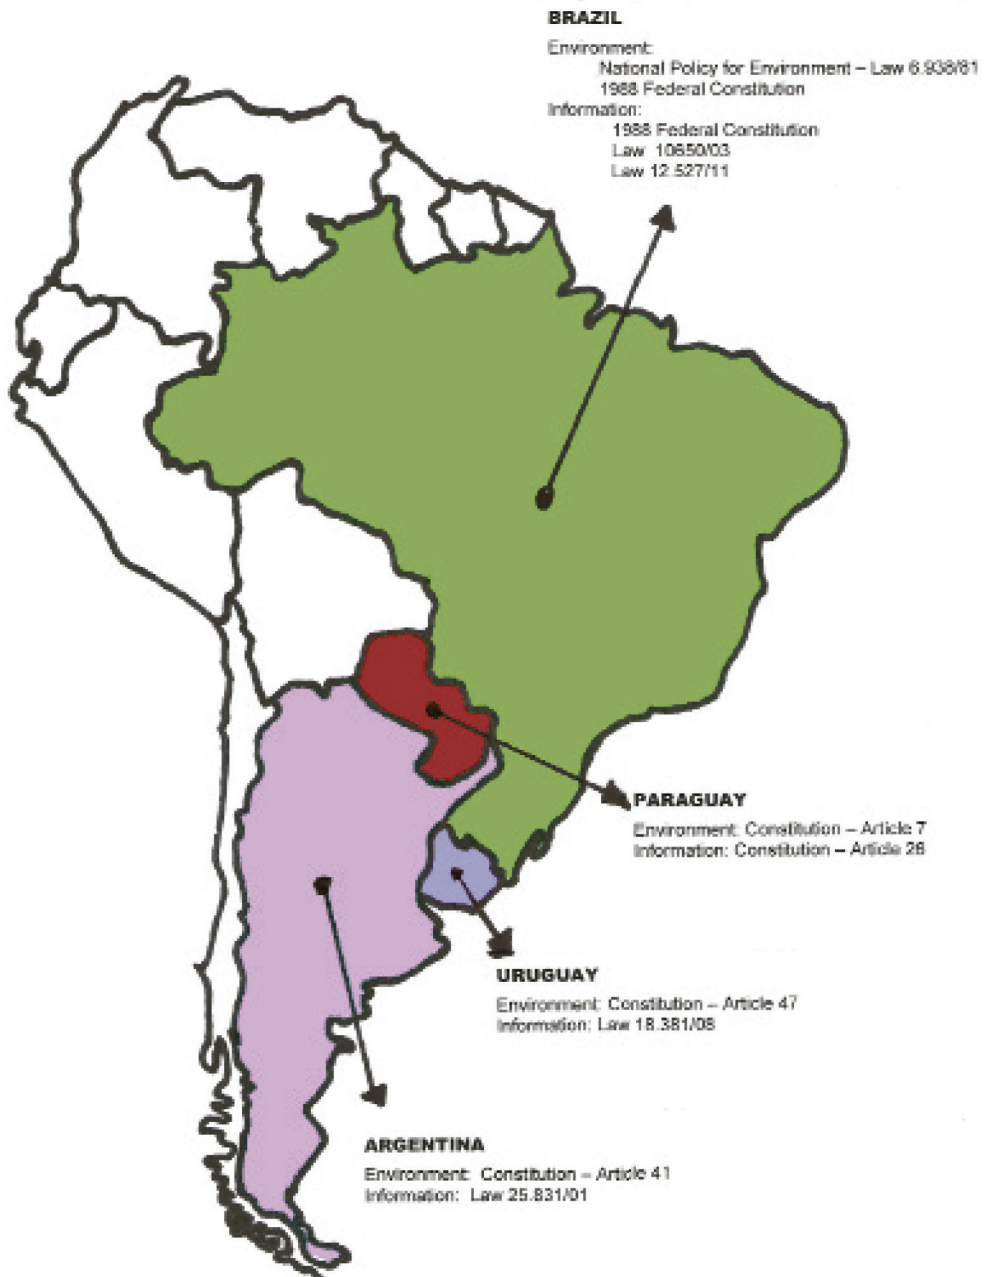 BRAZIL
Environment:
National Policy for Environment – Law 6.938/81
1988 Federal Constitution
Information:
1988 Federal Constitution
Law 10650/03
Law 12.527/11
PARAGUAY
Environment: Constitution – Article 7
Information: Constitution – Article 28
URUGUAY
Environment: Constitution – Article 47
Information: Law 18.381/08
ARGENTINA
Environment: Constitution – Article 41
Information: Law 25.831/01